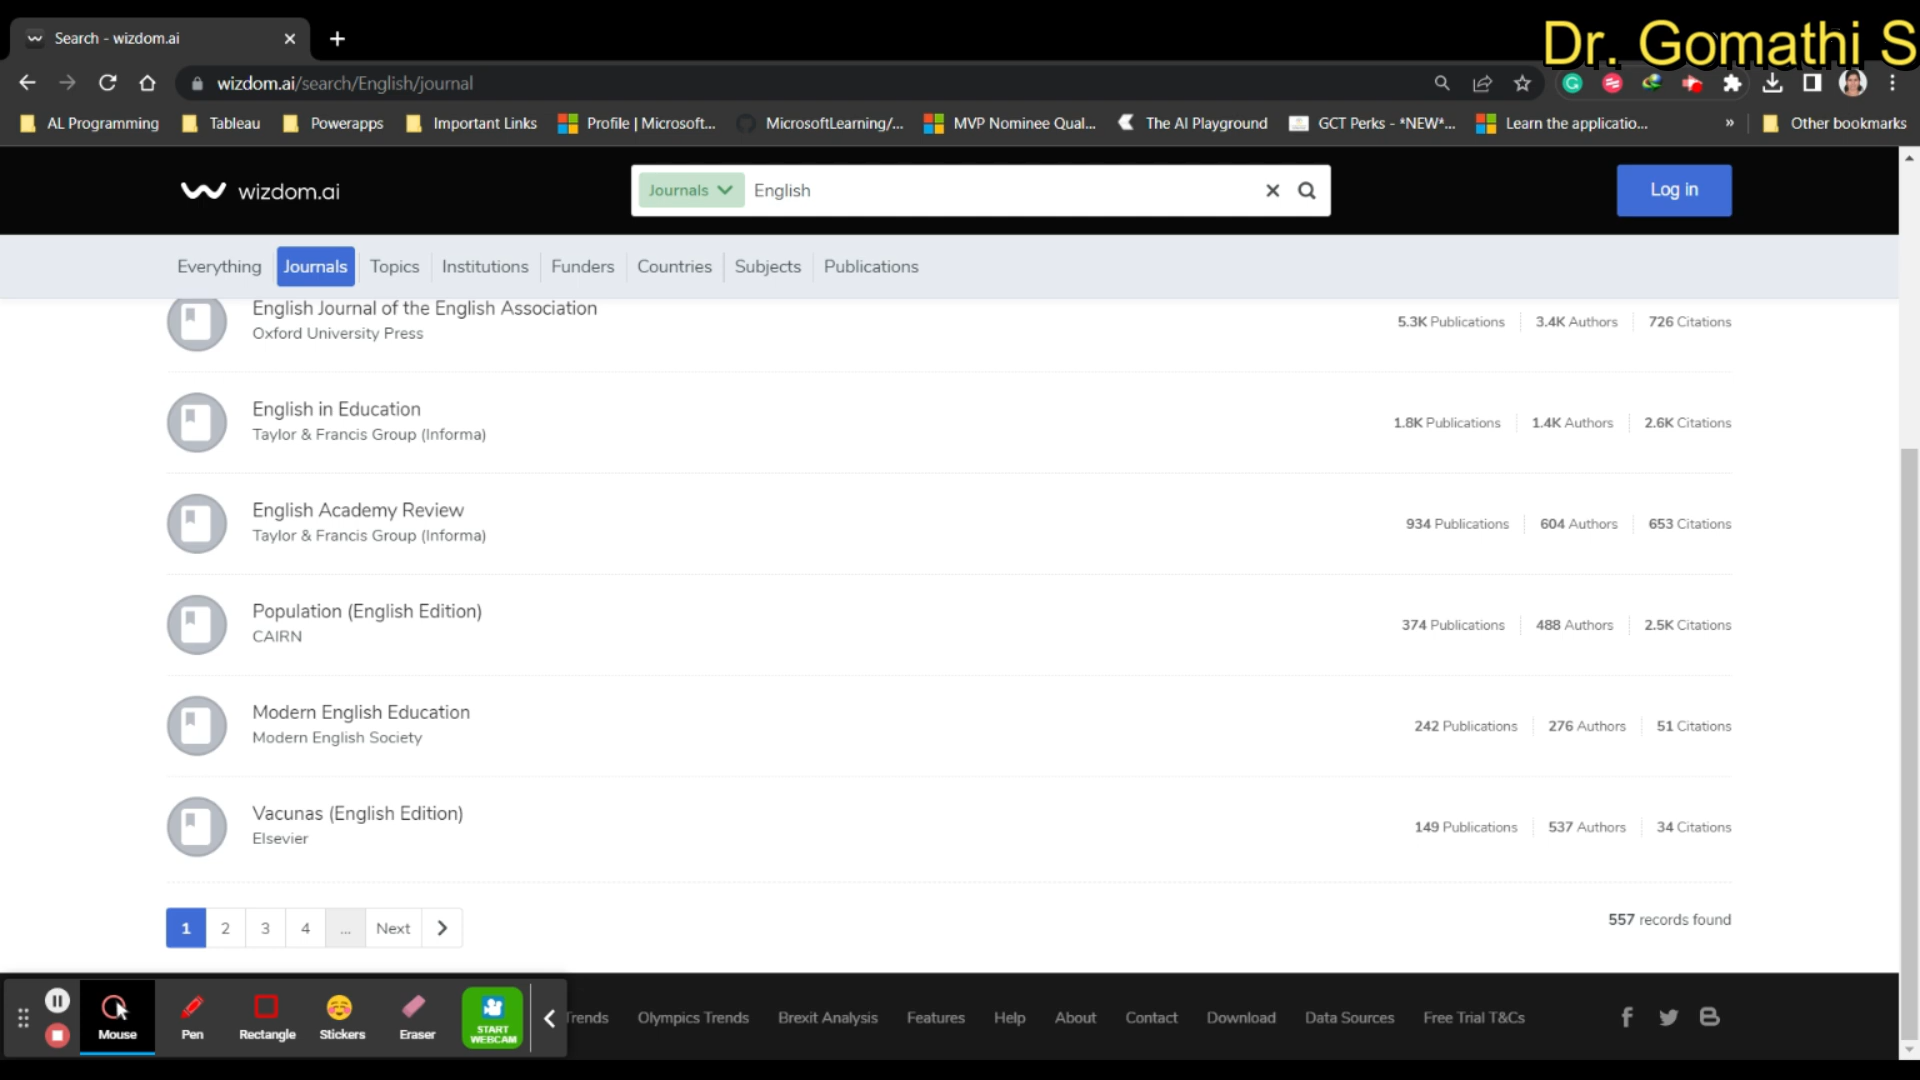 Search - wizdom.ai
Dr. Gomathi S
wizdom.ai/search/English/journal
AL Programming Tableau Powerapps Important Links Profile | Microsoft... MicrosoftLearning/... MVP Nominee Qual... The AI Playground GCT Perks - *NEW*... Learn the applicatio... » Other bookmarks
wizdom.ai Journals English Log in
Everything Journals Topics Institutions Funders Countries Subjects Publications
English Journal of the English Association
Oxford University Press
5.3K Publications 3.4K Authors 726 Citations
English in Education
Taylor & Francis Group (Informa)
1.8K Publications 1.4K Authors 2.6K Citations
English Academy Review
Taylor & Francis Group (Informa)
934 Publications 604 Authors 653 Citations
Population (English Edition)
CAIRN
374 Publications 488 Authors 2.5K Citations
Modern English Education
Modern English Society
242 Publications 276 Authors 51 Citations
Vacunas (English Edition)
Elsevier
149 Publications 537 Authors 34 Citations
1 2 3 4 ... Next
557 records found
Mouse Pen Rectangle Stickers Eraser START WEBCAM
Trends Olympics Trends Brexit Analysis Features Help About Contact Download Data Sources Free Trial T&Cs